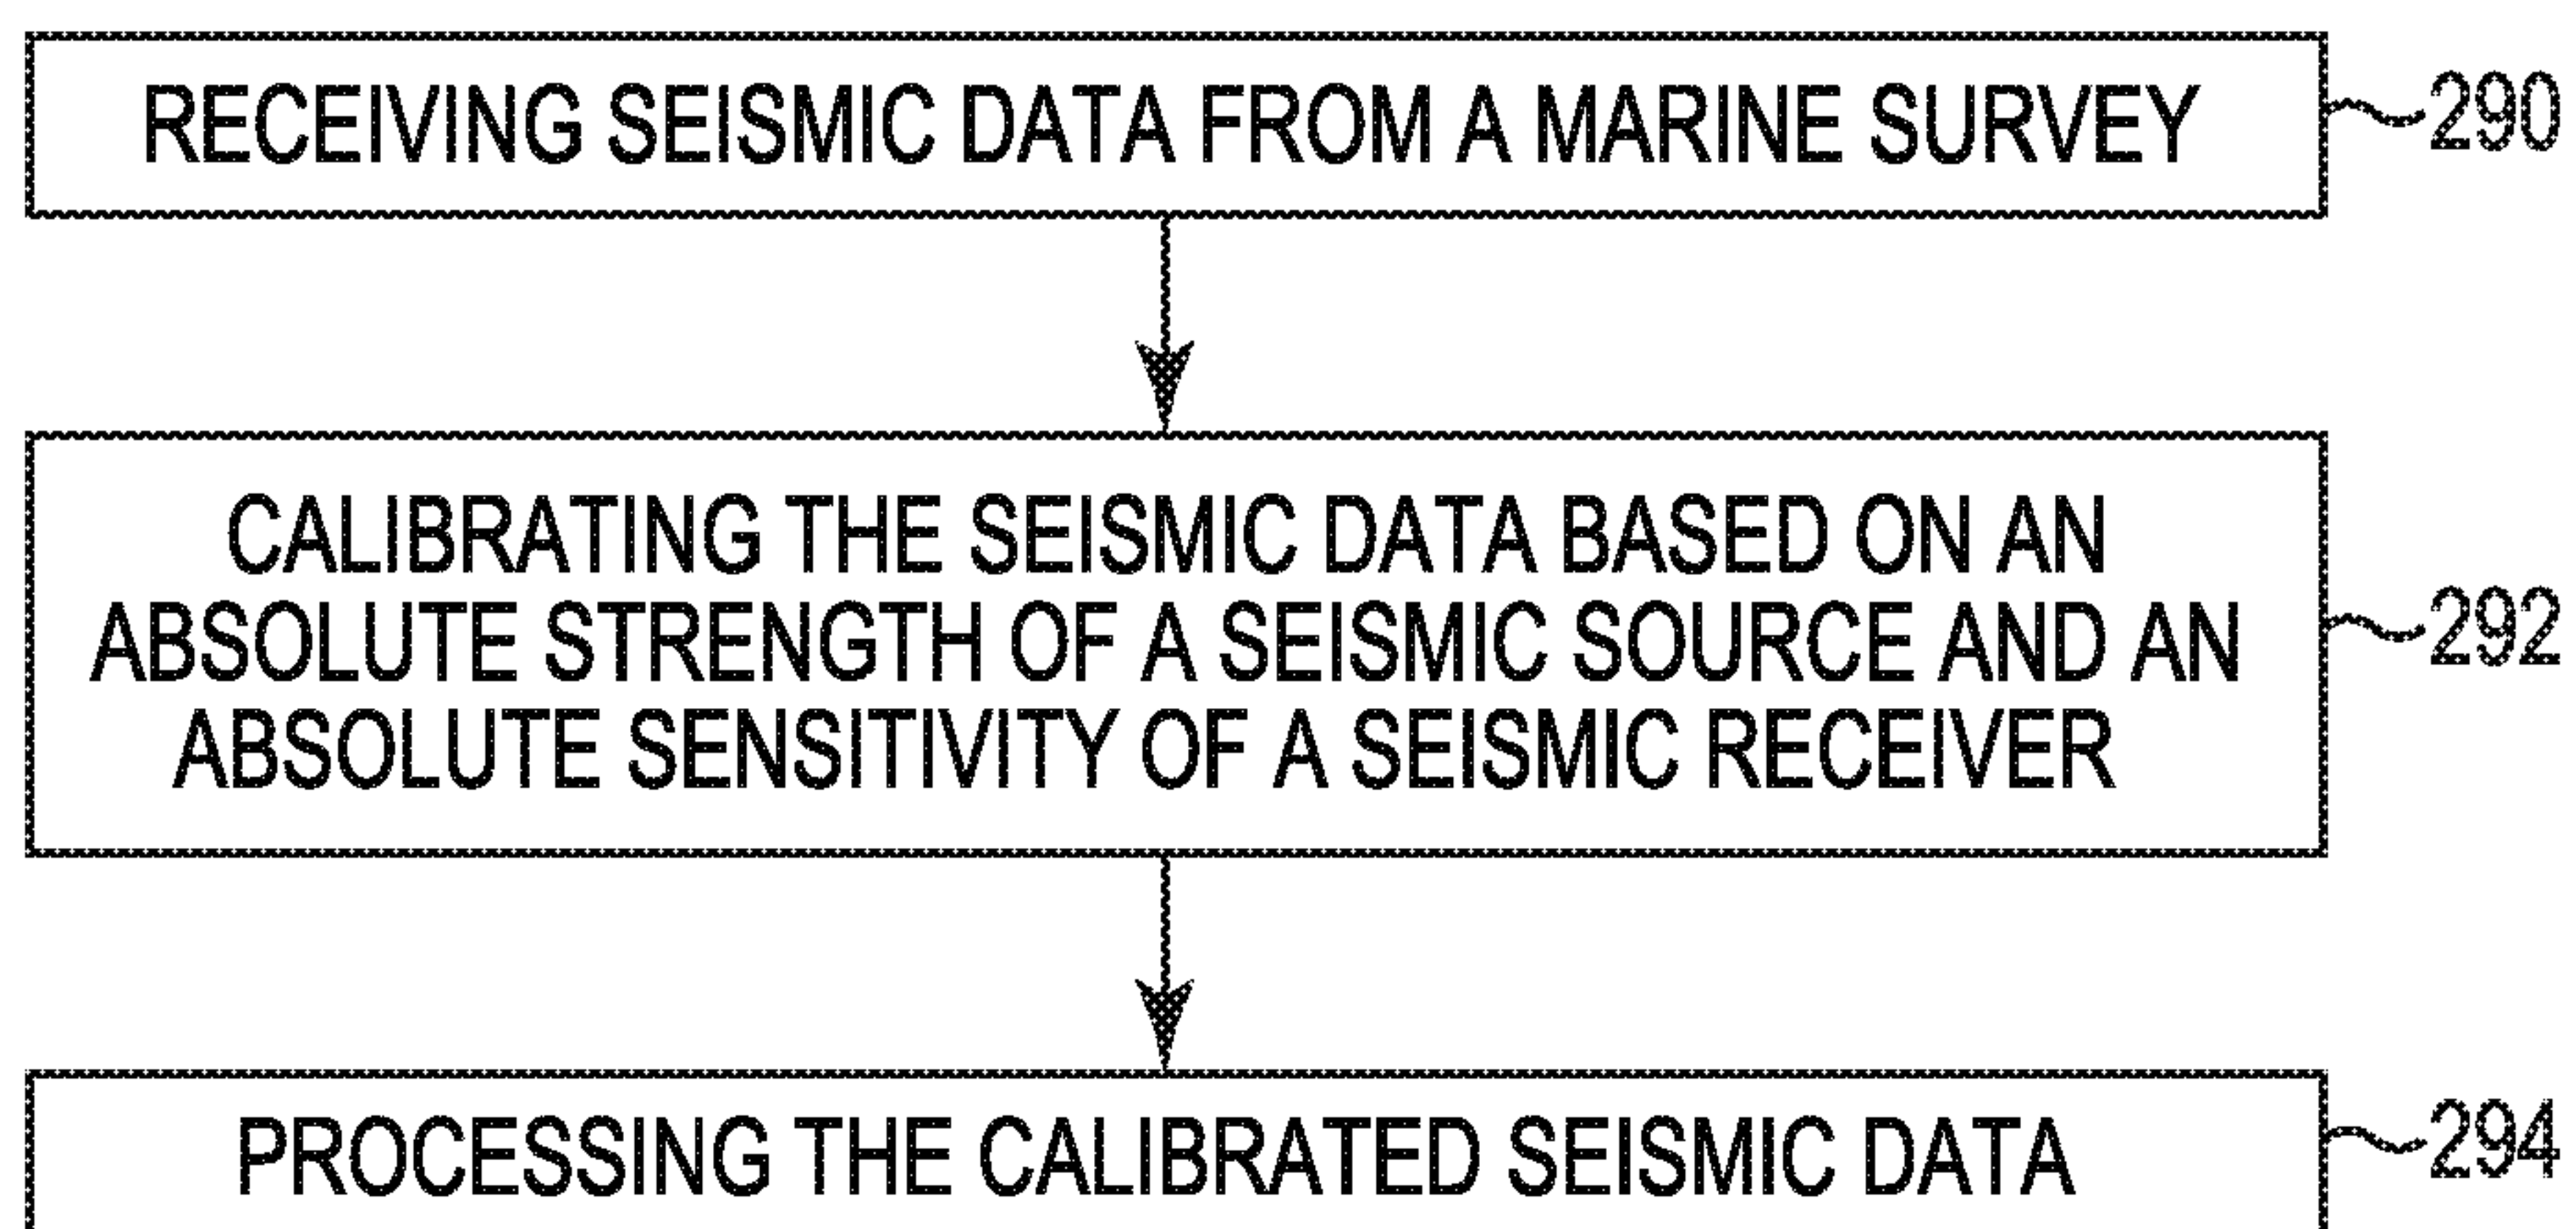 RECEIVING SEISMIC DATA FROM A MARINE SURVEY
290
CALIBRATING THE SEISMIC DATA BASED ON AN
ABSOLUTE STRENGTH OF A SEISMIC SOURCE AND AN
ABSOLUTE SENSITIVITY OF A SEISMIC RECEIVER
292
PROCESSING THE CALIBRATED SEISMIC DATA
294